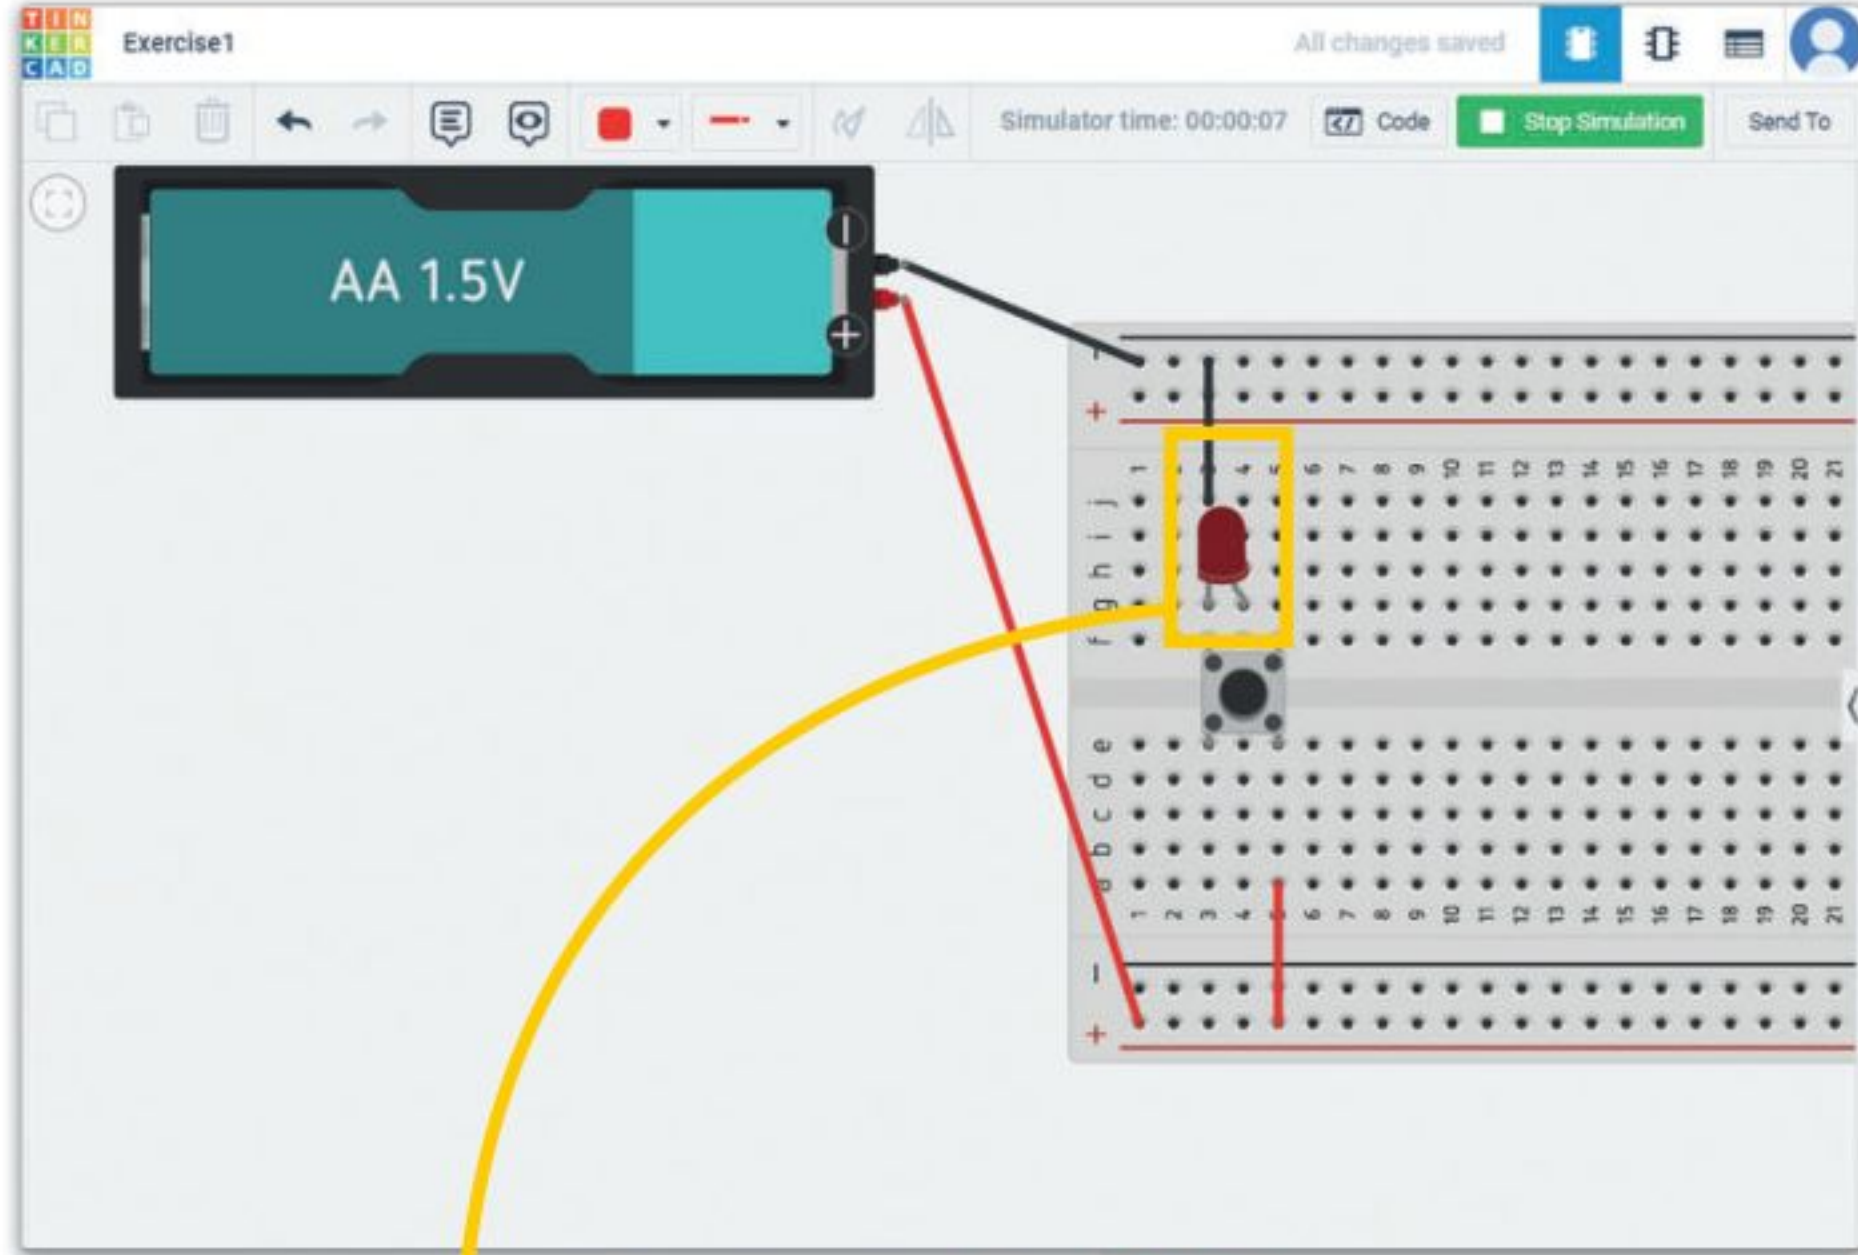 TIN
KER
CAD
Exercise1
All changes saved
Simulator time: 00:00:07
Code
Stop Simulation
Send To
AA 1.5V
−
+
−
+
1 4 6 7 8 9 10 11 12 13 14 15 16 17 18 19 20 21
j
i
h
g
f
e
d
c
b
a
1 2 3 4 6 7 8 9 10 11 12 13 14 15 16 17 18 19 20 21
−
+